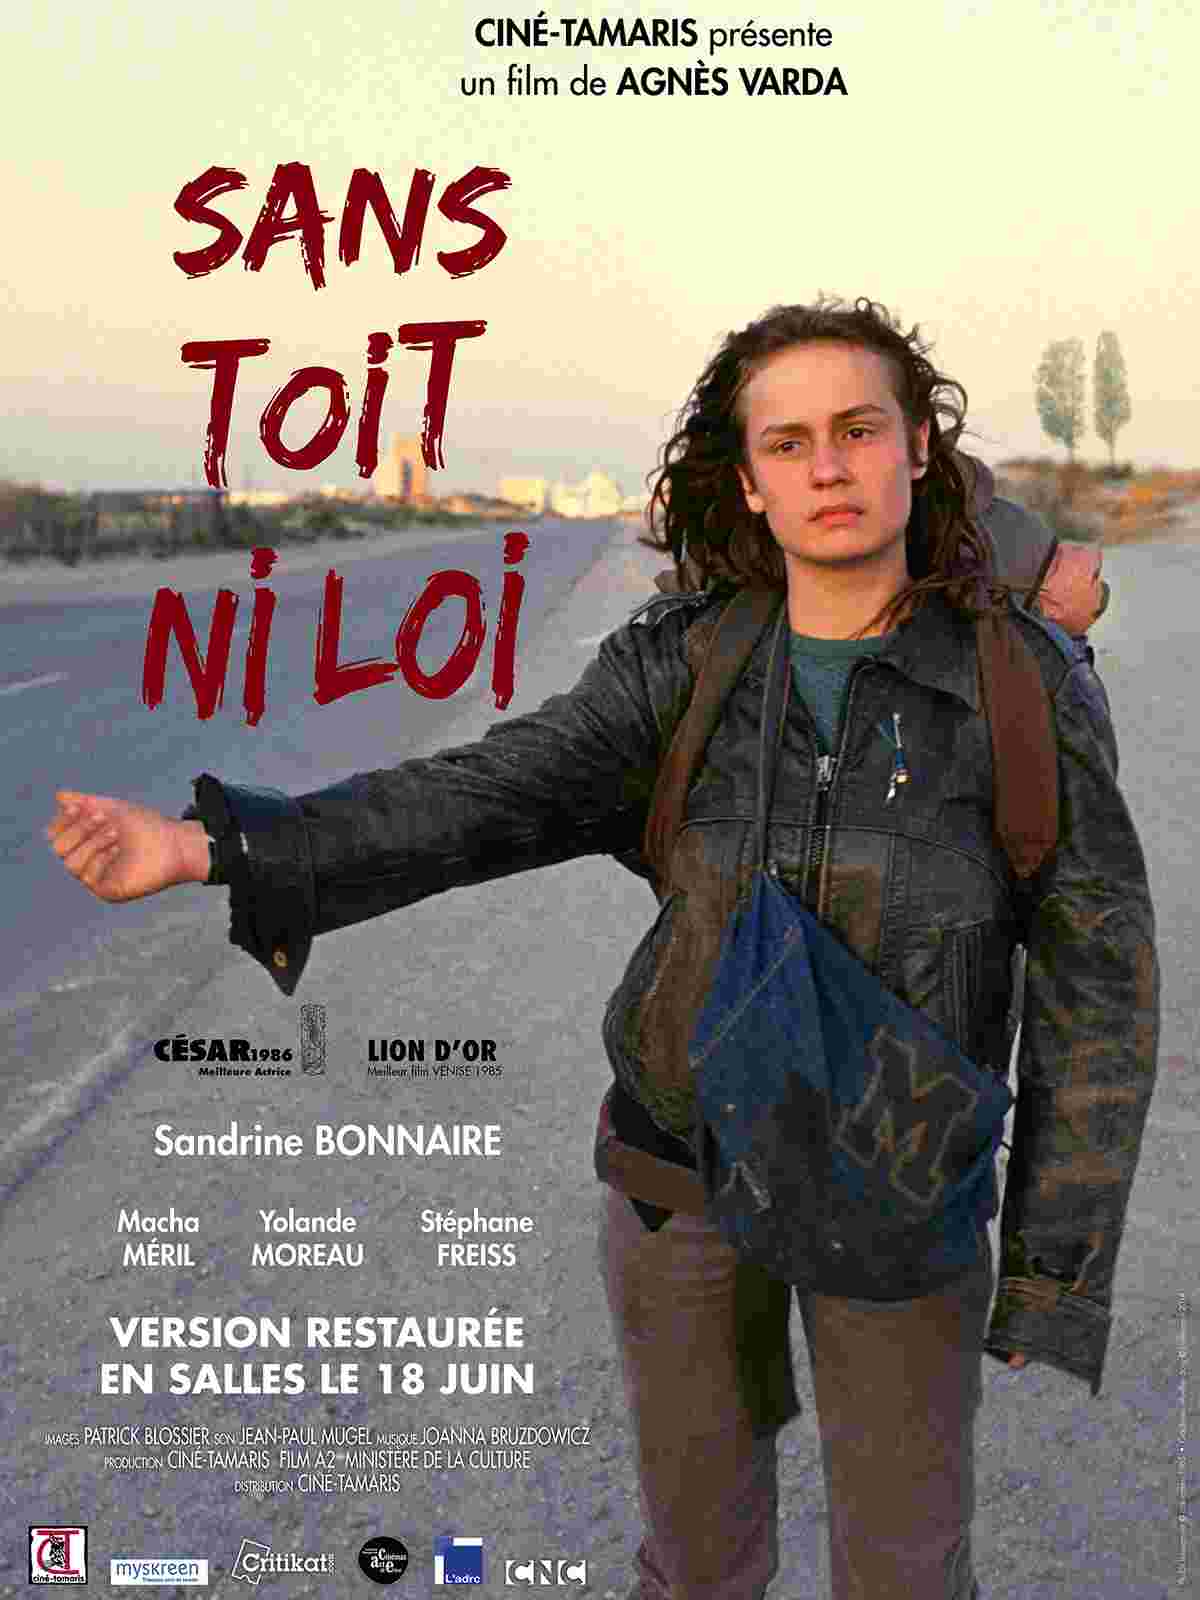 CINÉ-TAMARIS présente
un film de AGNÈS VARDA
SANS
TOiT
Ni LOi
CÉSAR 1986
Meilleure Actrice
LION D'OR
Meilleur film VENISE 1985
Sandrine BONNAIRE
Macha
MÉRIL
Yolande
MOREAU
Stéphane
FREISS
VERSION RESTAURÉE
EN SALLES LE 18 JUIN
IMAGES PATRICK BLOSSIER SON JEAN-PAUL MUGEL MUSIQUE JOANNA BRUZDOWICZ
PRODUCTION CINÉ-TAMARIS FILM A2 MINISTÈRE DE LA CULTURE
DISTRIBUTION CINÉ-TAMARIS
M
ciné-tamaris
myskreen
Critikat.com
L'adrc
CNC